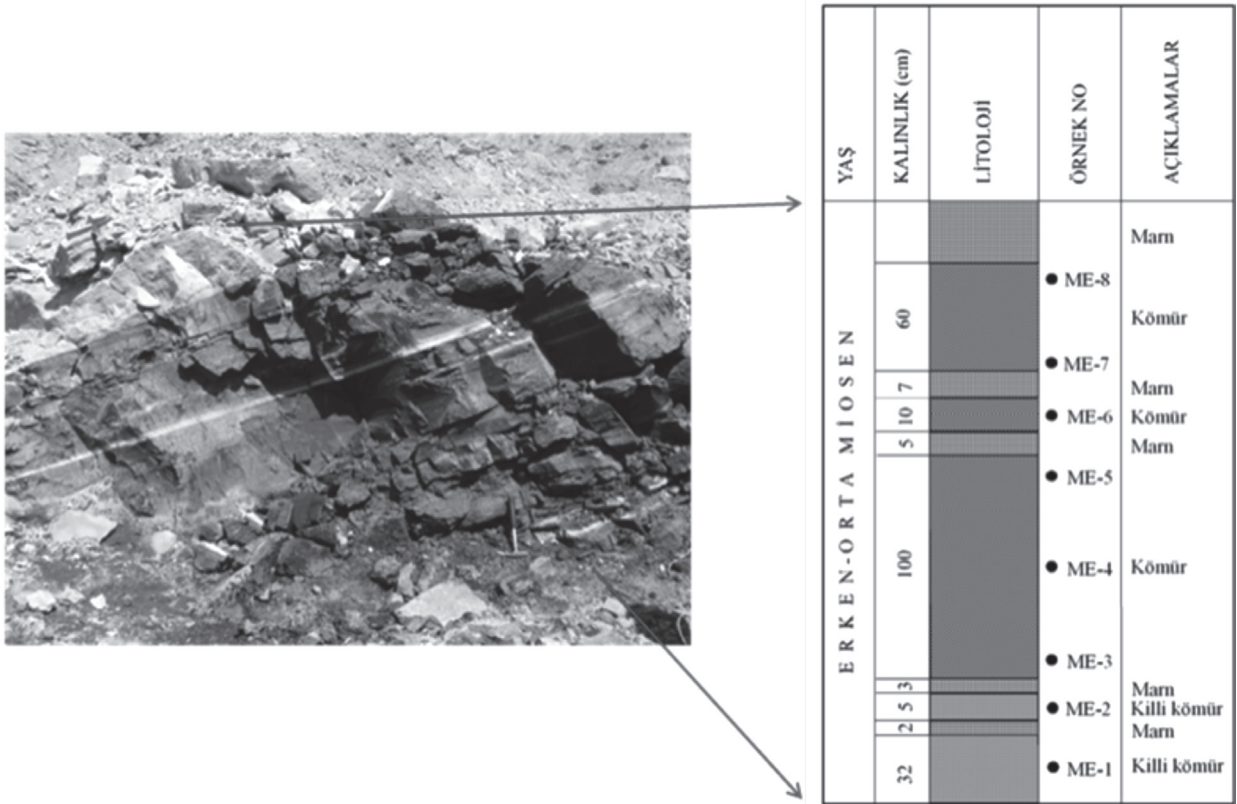 YAŞ
KALINLIK (cm)
LİTOLOJİ
ÖRNEK NO
AÇIKLAMALAR
ERKEN-ORTA MİOSEN
Marn
60
ME-8
Kömür
ME-7
7
Marn
10
ME-6
Kömür
5
Marn
ME-5
100
ME-4
Kömür
ME-3
3
Marn
5
ME-2
Killi kömür
2
Marn
32
ME-1
Killi kömür